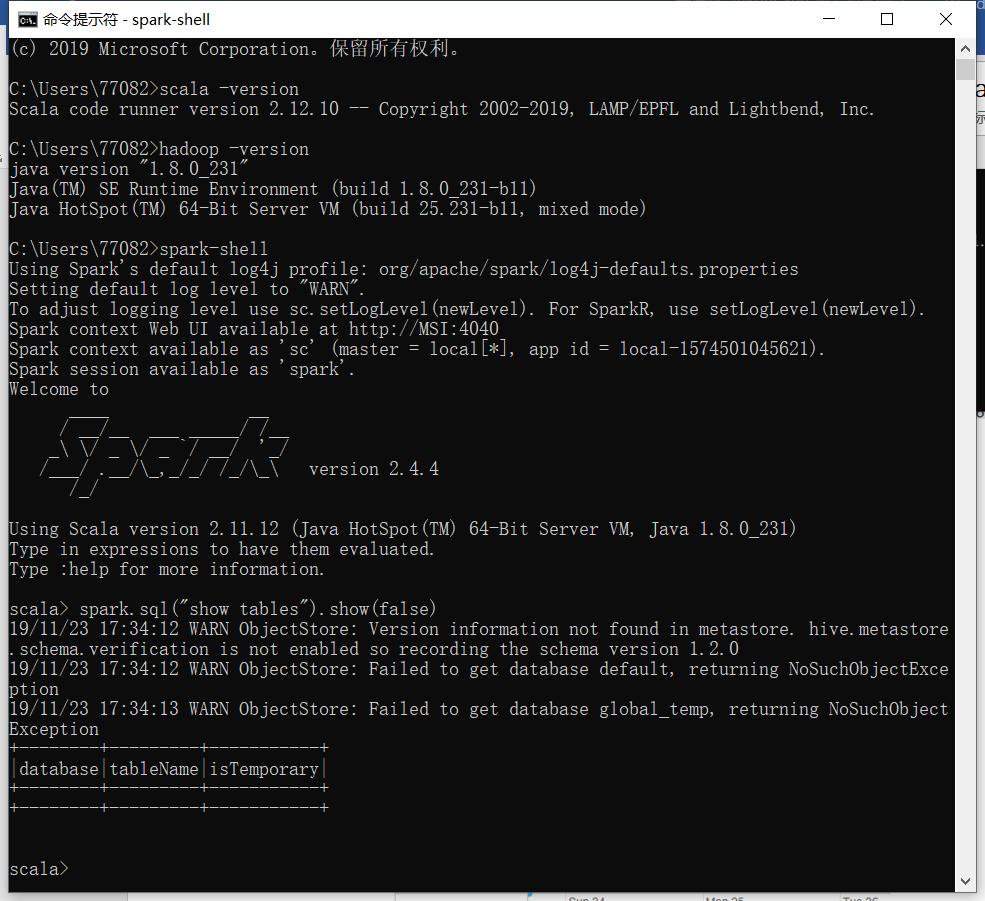 命令提示符 - spark-shell
(c) 2019 Microsoft Corporation。保留所有权利。
C:\Users\77082>scala -version
Scala code runner version 2.12.10 -- Copyright 2002-2019, LAMP/EPFL and Lightbend, Inc.
C:\Users\77082>hadoop -version
java version "1.8.0_231"
Java(TM) SE Runtime Environment (build 1.8.0_231-b11)
Java HotSpot(TM) 64-Bit Server VM (build 25.231-b11, mixed mode)
C:\Users\77082>spark-shell
Using Spark's default log4j profile: org/apache/spark/log4j-defaults.properties
Setting default log level to "WARN".
To adjust logging level use sc.setLogLevel(newLevel). For SparkR, use setLogLevel(newLevel).
Spark context Web UI available at http://MSI:4040
Spark context available as 'sc' (master = local[*], app id = local-1574501045621).
Spark session available as 'spark'.
Welcome to
Spark version 2.4.4
Using Scala version 2.11.12 (Java HotSpot(TM) 64-Bit Server VM, Java 1.8.0_231)
Type in expressions to have them evaluated.
Type :help for more information.
scala> spark.sql("show tables").show(false)
19/11/23 17:34:12 WARN ObjectStore: Version information not found in metastore. hive.metastore
.schema.verification is not enabled so recording the schema version 1.2.0
19/11/23 17:34:12 WARN ObjectStore: Failed to get database default, returning NoSuchObjectExce
ption
19/11/23 17:34:13 WARN ObjectStore: Failed to get database global_temp, returning NoSuchObject
Exception
+--------+---------+-----------+
|database|tableName|isTemporary|
+--------+---------+-----------+
+--------+---------+-----------+
scala>